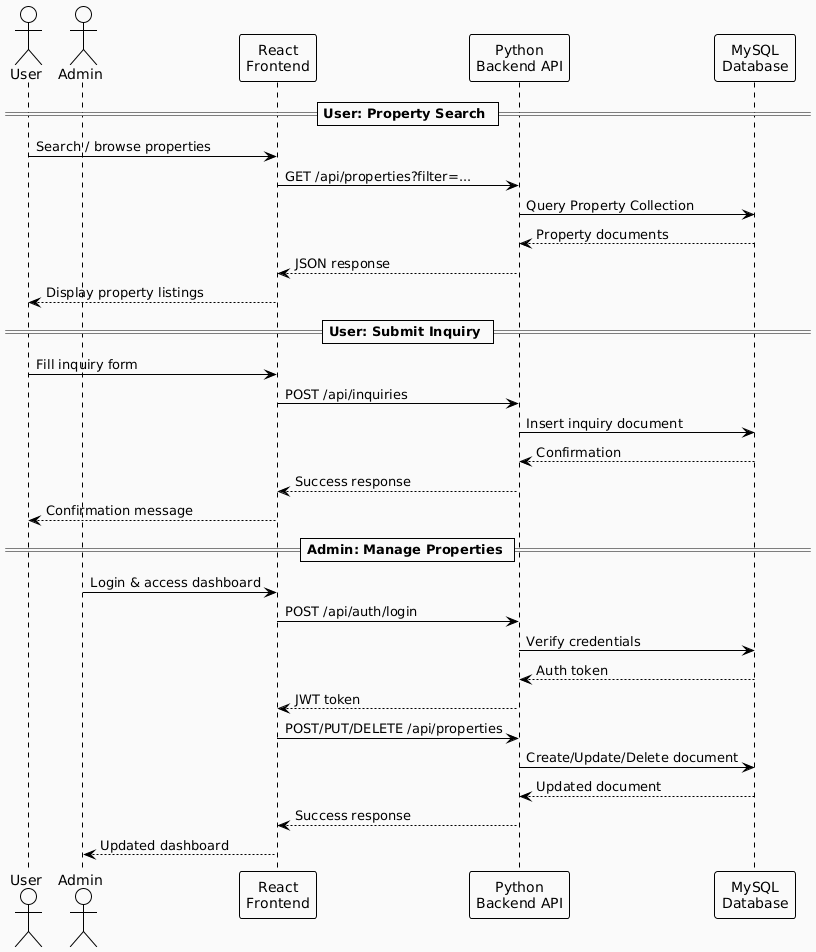 User
Admin
React
Frontend
Python
Backend API
MySQL
Database
User: Property Search
Search / browse properties
GET /api/properties?filter=...
Query Property Collection
Property documents
JSON response
Display property listings
User: Submit Inquiry
Fill inquiry form
POST /api/inquiries
Insert inquiry document
Confirmation
Success response
Confirmation message
Admin: Manage Properties
Login & access dashboard
POST /api/auth/login
Verify credentials
Auth token
JWT token
POST/PUT/DELETE /api/properties
Create/Update/Delete document
Updated document
Success response
Updated dashboard
User
Admin
React
Frontend
Python
Backend API
MySQL
Database